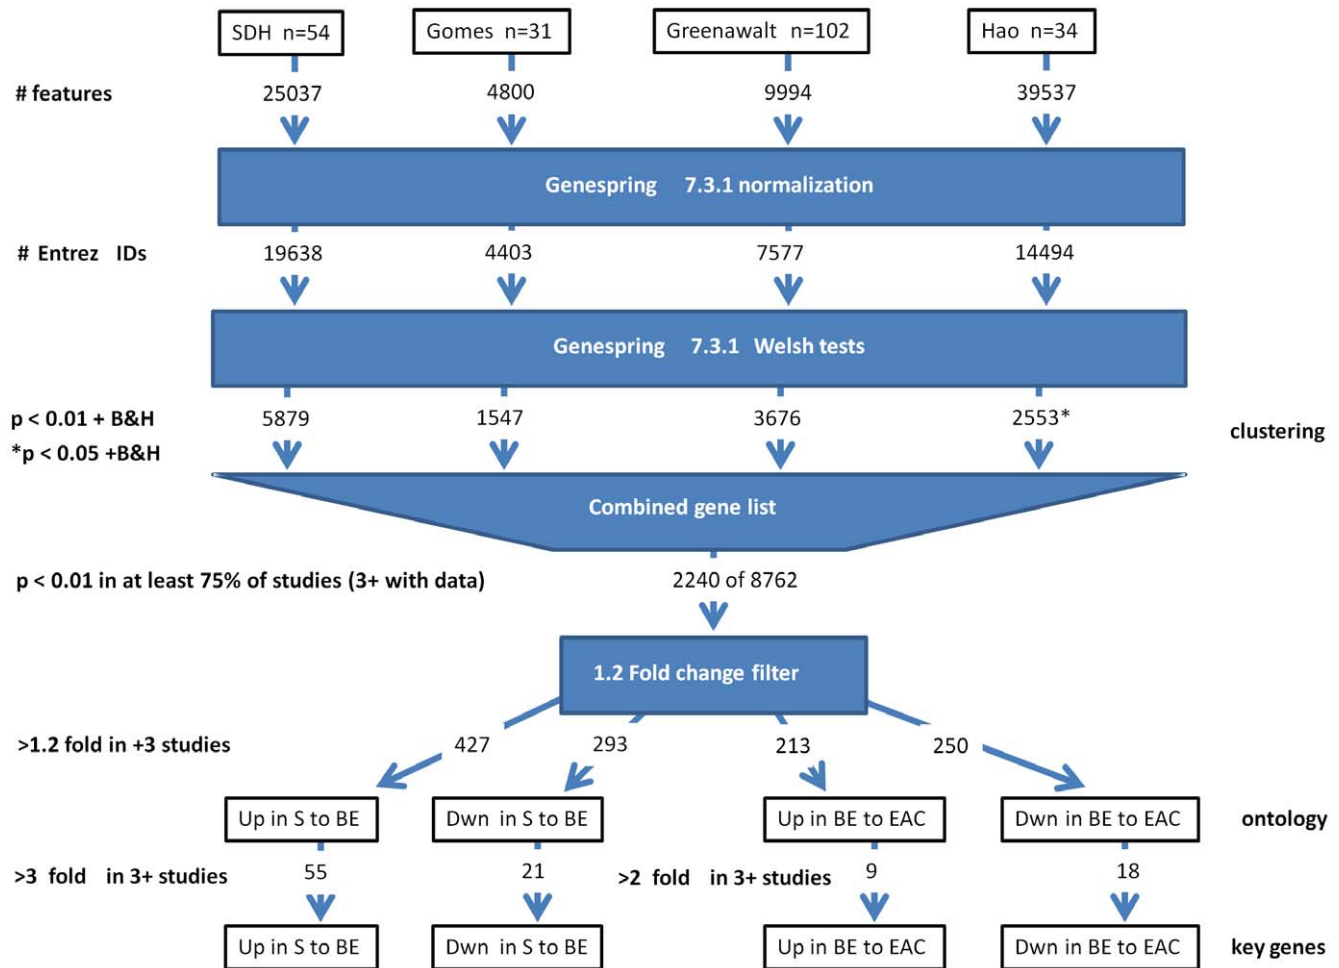 SDH n=54 Gomes n=31 Greenawalt n=102 Hao n=34
# features 25037 4800 9994 39537
Genespring 7.3.1 normalization
# Entrez IDs 19638 4403 7577 14494
Genespring 7.3.1 Welsh tests
p < 0.01 + B&H 5879 1547 3676 2553*
clustering
*p < 0.05 +B&H
Combined gene list
p < 0.01 in at least 75% of studies (3+ with data) 2240 of 8762
1.2 Fold change filter
>1.2 fold in +3 studies 427 293 213 250
Up in S to BE Dwn in S to BE Up in BE to EAC Dwn in BE to EAC ontology
>3 fold in 3+ studies 55 21 >2 fold in 3+ studies 9 18
Up in S to BE Dwn in S to BE Up in BE to EAC Dwn in BE to EAC key genes